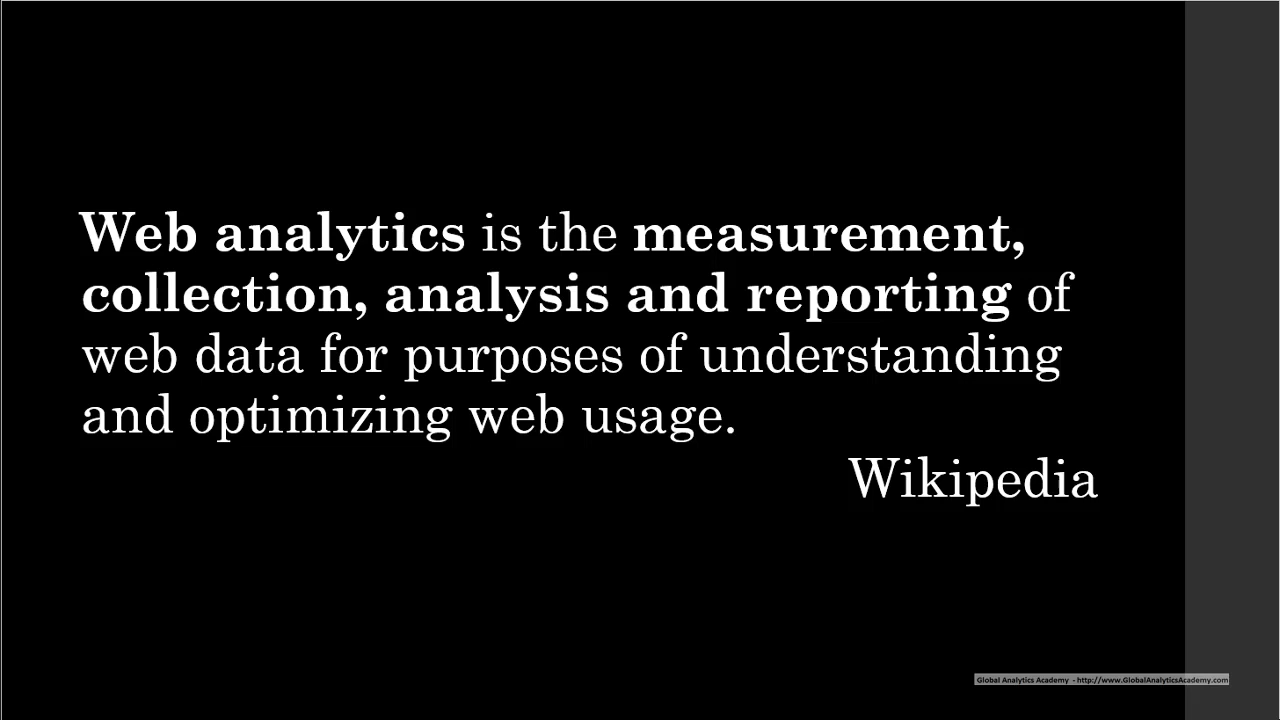 Web analytics is the measurement,
collection, analysis and reporting of
web data for purposes of understanding
and optimizing web usage.
Wikipedia
Global Analytics Academy - http://www.GlobalAnalyticsAcademy.com